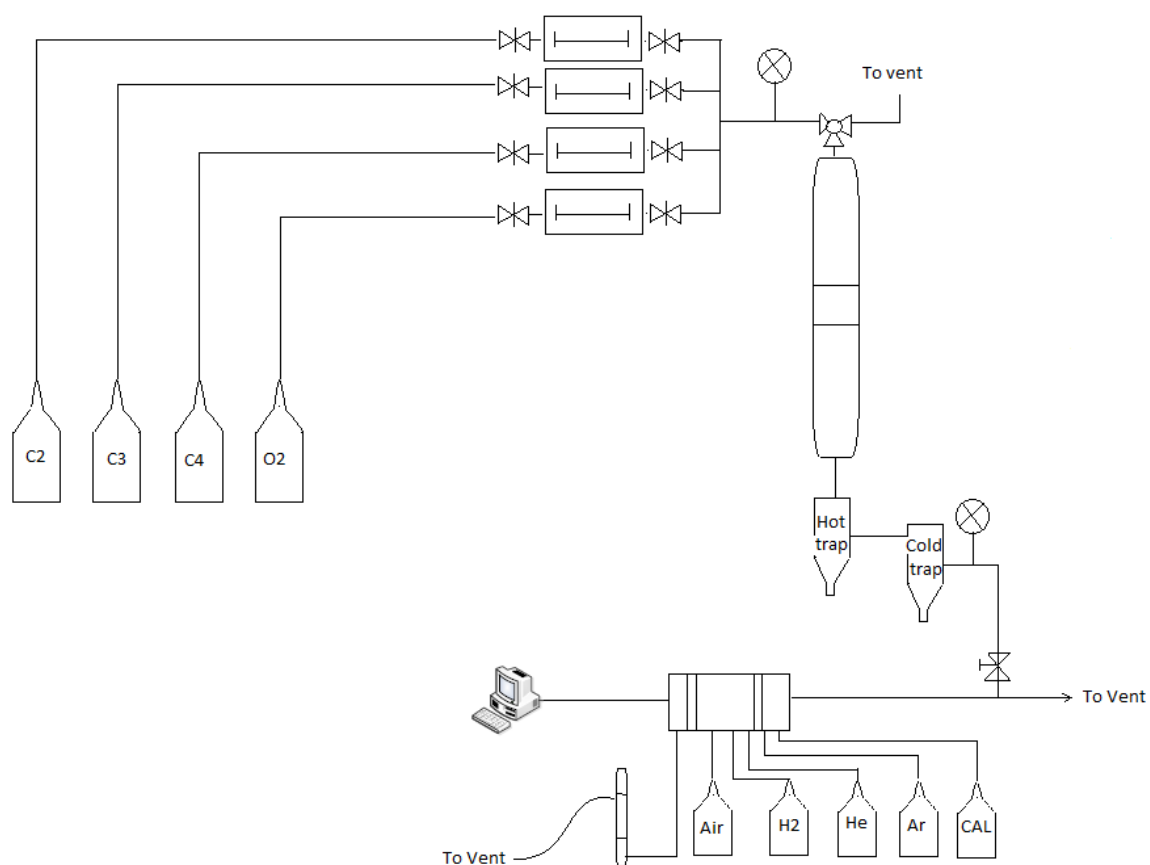 To vent
C2
C3
C4
O2
Hot
trap
Cold
trap
To Vent
Air
H2
He
Ar
CAL
To Vent